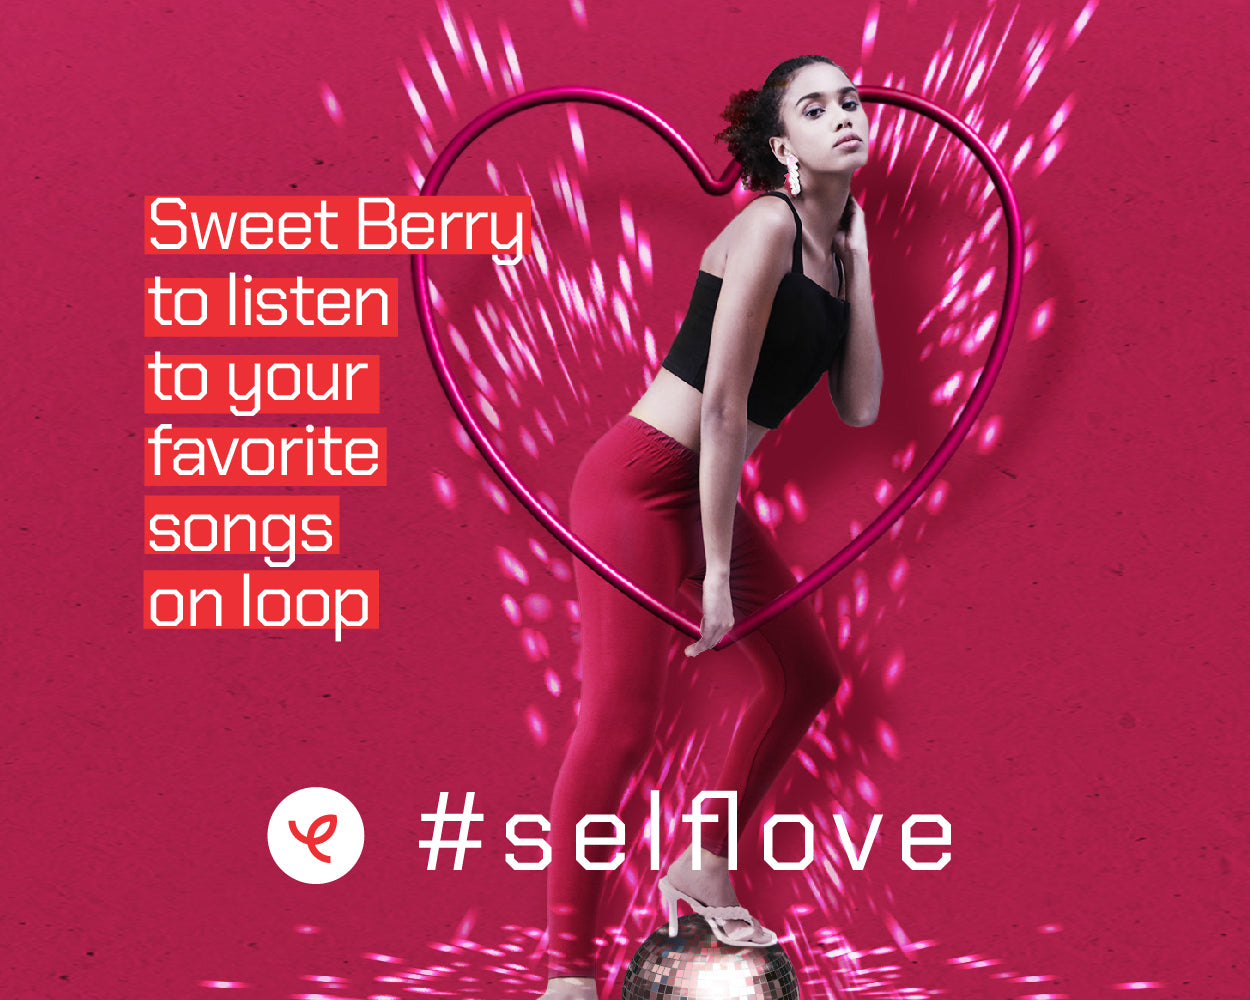 Sweet Berry
to listen
to your
favorite
songs
on loop
#selflove